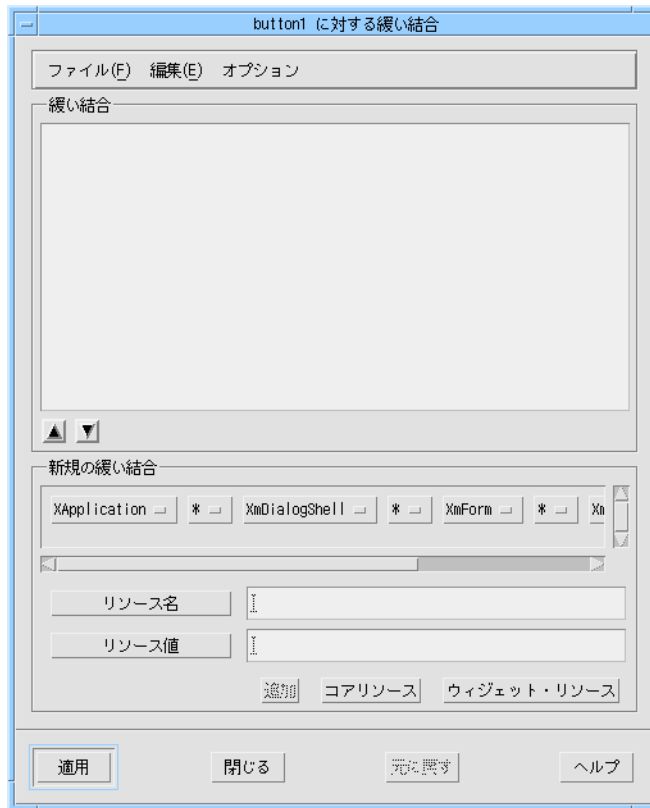 button1 に対する緩い結合
ファイル(F) 編集(E) オプション
緩い結合
新規の緩い結合
XApplication * XmDialogShell * XmForm * Xm
リソース名
リソース値
追加 コアリソース ウィジェット・リソース
適用 閉じる 元に戻す ヘルプ